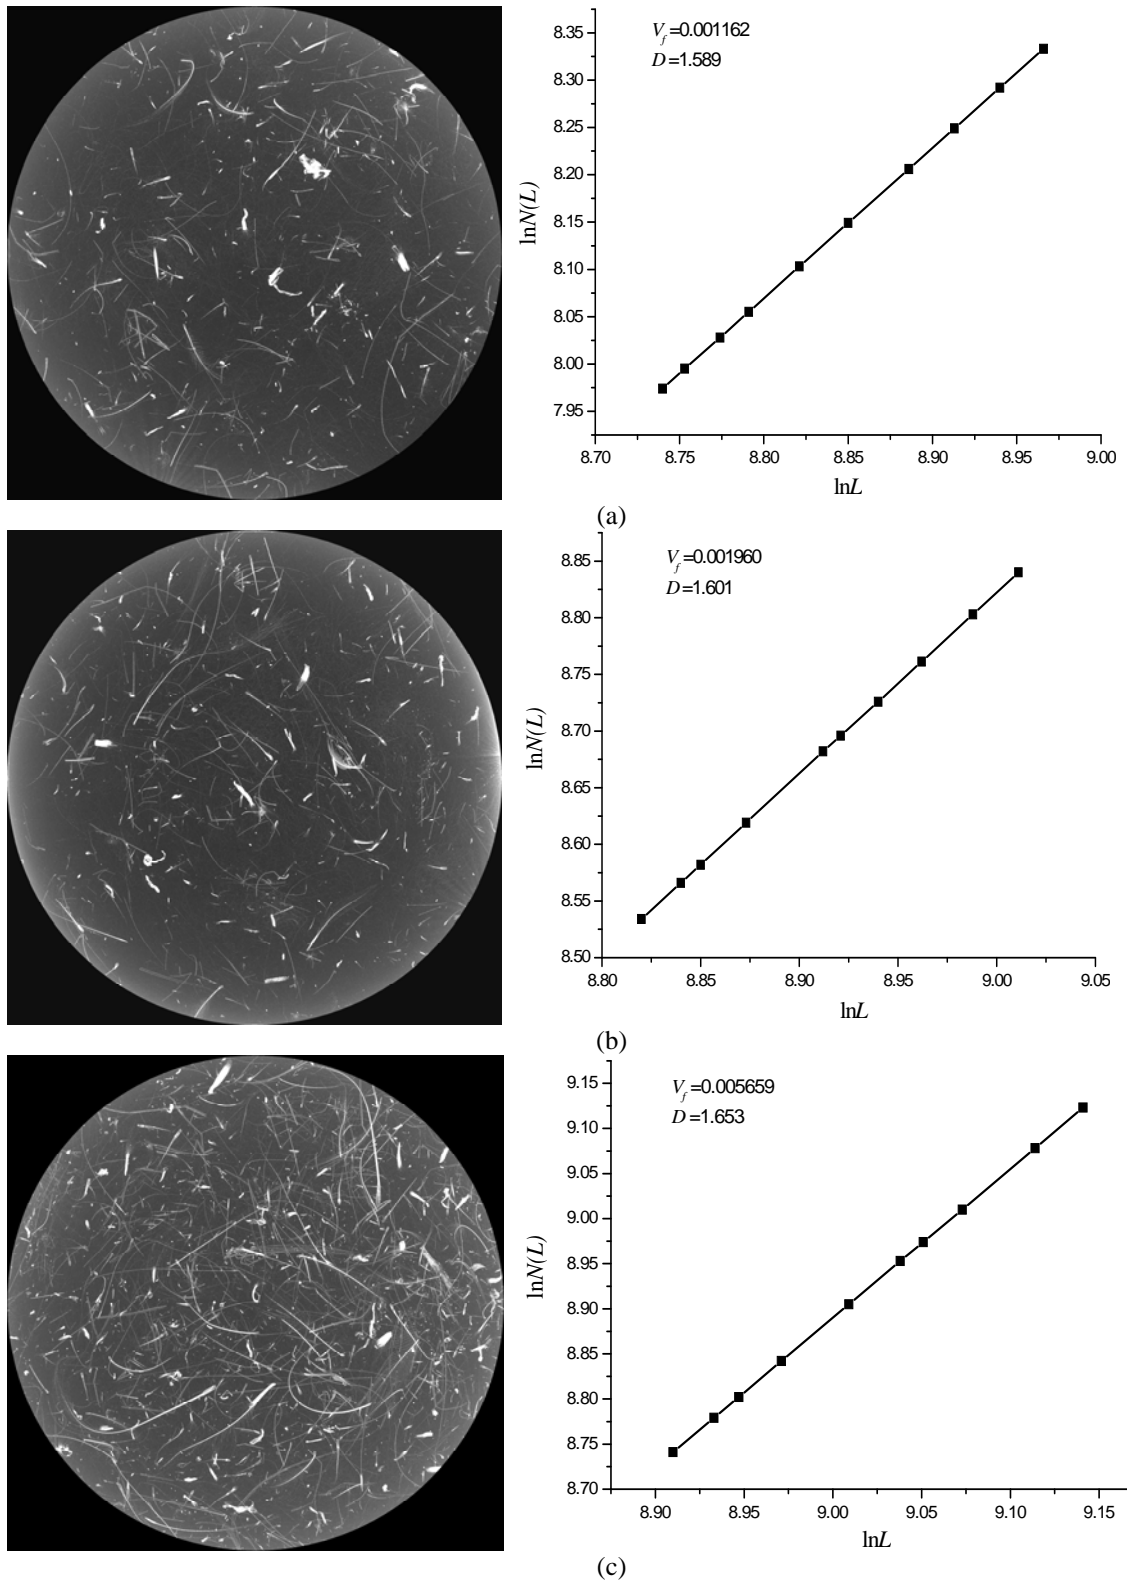 V_f=0.001162
D=1.589
8.35
8.30
8.25
8.20
8.15
8.10
8.05
8.00
7.95
lnN(L)
8.70 8.75 8.80 8.85 8.90 8.95 9.00
lnL
(a)
V_f=0.001960
D=1.601
8.85
8.80
8.75
8.70
8.65
8.60
8.55
8.50
lnN(L)
8.80 8.85 8.90 8.95 9.00 9.05
lnL
(b)
V_f=0.005659
D=1.653
9.15
9.10
9.05
9.00
8.95
8.90
8.85
8.80
8.75
8.70
lnN(L)
8.90 8.95 9.00 9.05 9.10 9.15
lnL
(c)